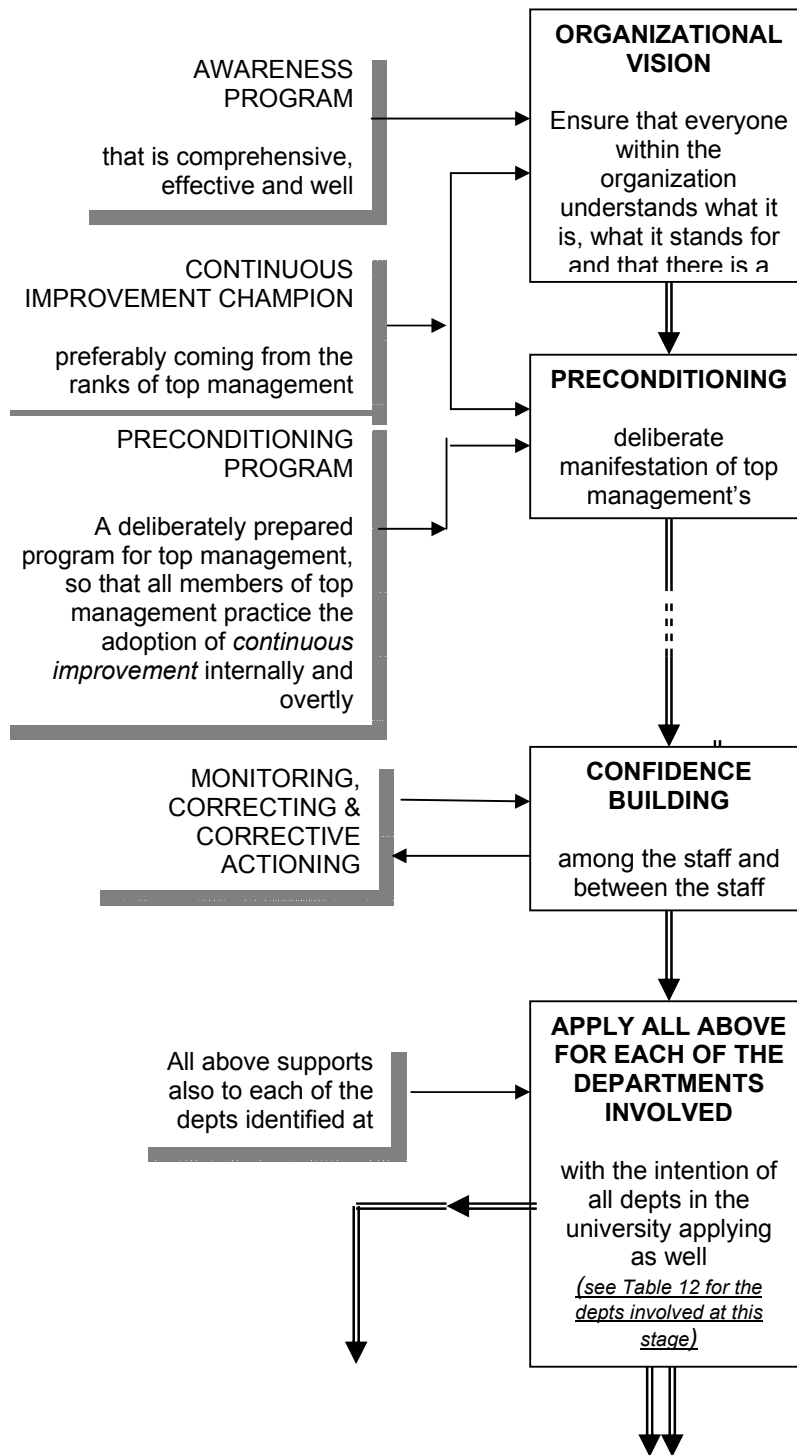 AWARENESS
PROGRAM
that is comprehensive,
effective and well
ORGANIZATIONAL
VISION
Ensure that everyone
within the
organization
understands what it
is, what it stands for
and that there is a
CONTINUOUS
IMPROVEMENT CHAMPION
preferably coming from the
ranks of top management
PRECONDITIONING
deliberate
manifestation of top
management's
PRECONDITIONING
PROGRAM
A deliberately prepared
program for top management,
so that all members of top
management practice the
adoption of continuous
improvement internally and
overtly
CONFIDENCE
BUILDING
among the staff and
between the staff
MONITORING,
CORRECTING &
CORRECTIVE
ACTIONING
APPLY ALL ABOVE
FOR EACH OF THE
DEPARTMENTS
INVOLVED
with the intention of
all depts in the
university applying
as well
(see Table 12 for the
depts involved at this
stage)
All above supports
also to each of the
depts identified at